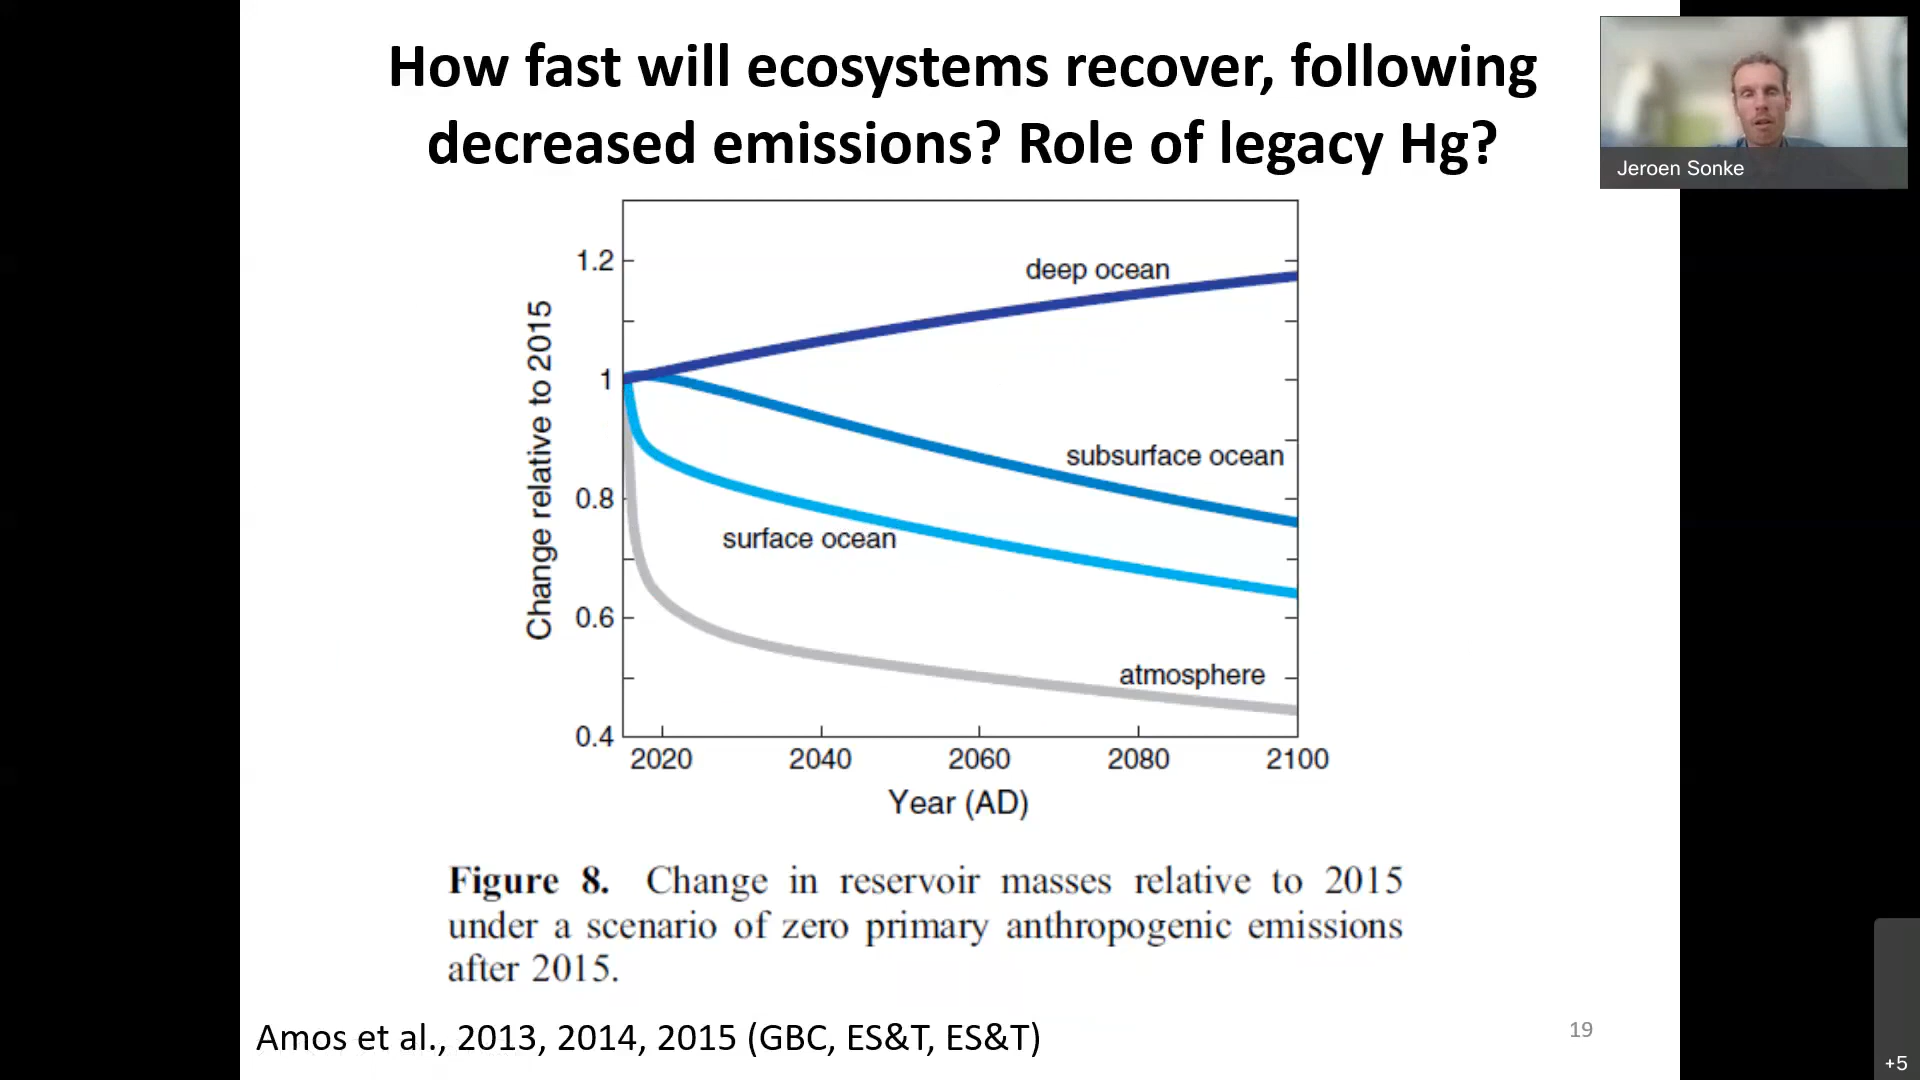 How fast will ecosystems recover, following
decreased emissions? Role of legacy Hg?
Jeroen Sonke
Change relative to 2015
1.2
1
0.8
0.6
0.4
deep ocean
subsurface ocean
surface ocean
atmosphere
2020 2040 2060 2080 2100
Year (AD)
Figure 8. Change in reservoir masses relative to 2015
under a scenario of zero primary anthropogenic emissions
after 2015.
Amos et al., 2013, 2014, 2015 (GBC, ES&T, ES&T)
19
+5